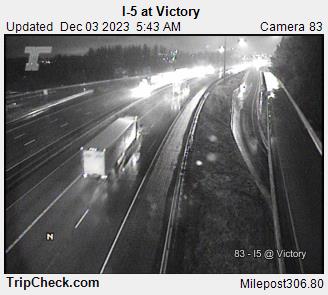 I-5 at Victory
Updated Dec 03 2023 5:43 AM Camera 83
T
N
83 - I5 @ Victory
TripCheck.com Milepost306.80